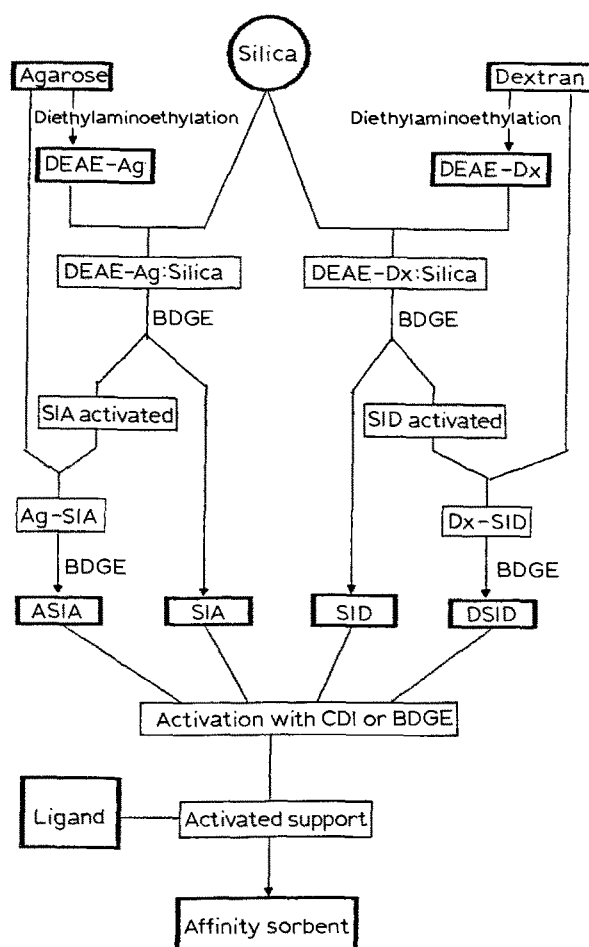 Silica
Agarose
Dextran
Diethylaminoethylation
Diethylaminoethylation
DEAE-Ag
DEAE-Dx
DEAE-Ag:Silica
DEAE-Dx:Silica
BDGE
BDGE
SIA activated
SID activated
Ag-SIA
Dx-SID
BDGE
BDGE
ASIA
SIA
SID
DSID
Activation with CDI or BDGE
Ligand
Activated support
Affinity sorbent